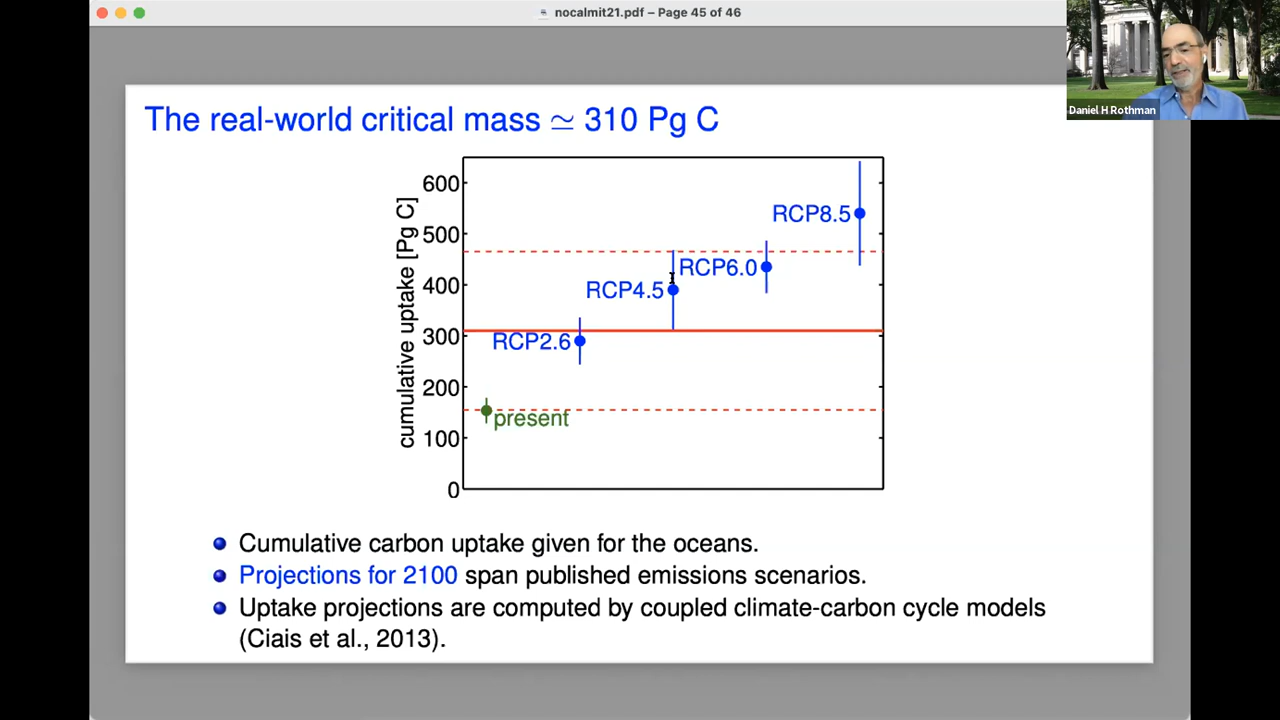 nocalmit21.pdf – Page 45 of 46
Daniel H Rothman
The real-world critical mass ≃ 310 Pg C
cumulative uptake [Pg C]
600
500
400
300
200
100
0
RCP8.5
RCP6.0
RCP4.5
RCP2.6
present
Cumulative carbon uptake given for the oceans.
Projections for 2100 span published emissions scenarios.
Uptake projections are computed by coupled climate-carbon cycle models
(Ciais et al., 2013).